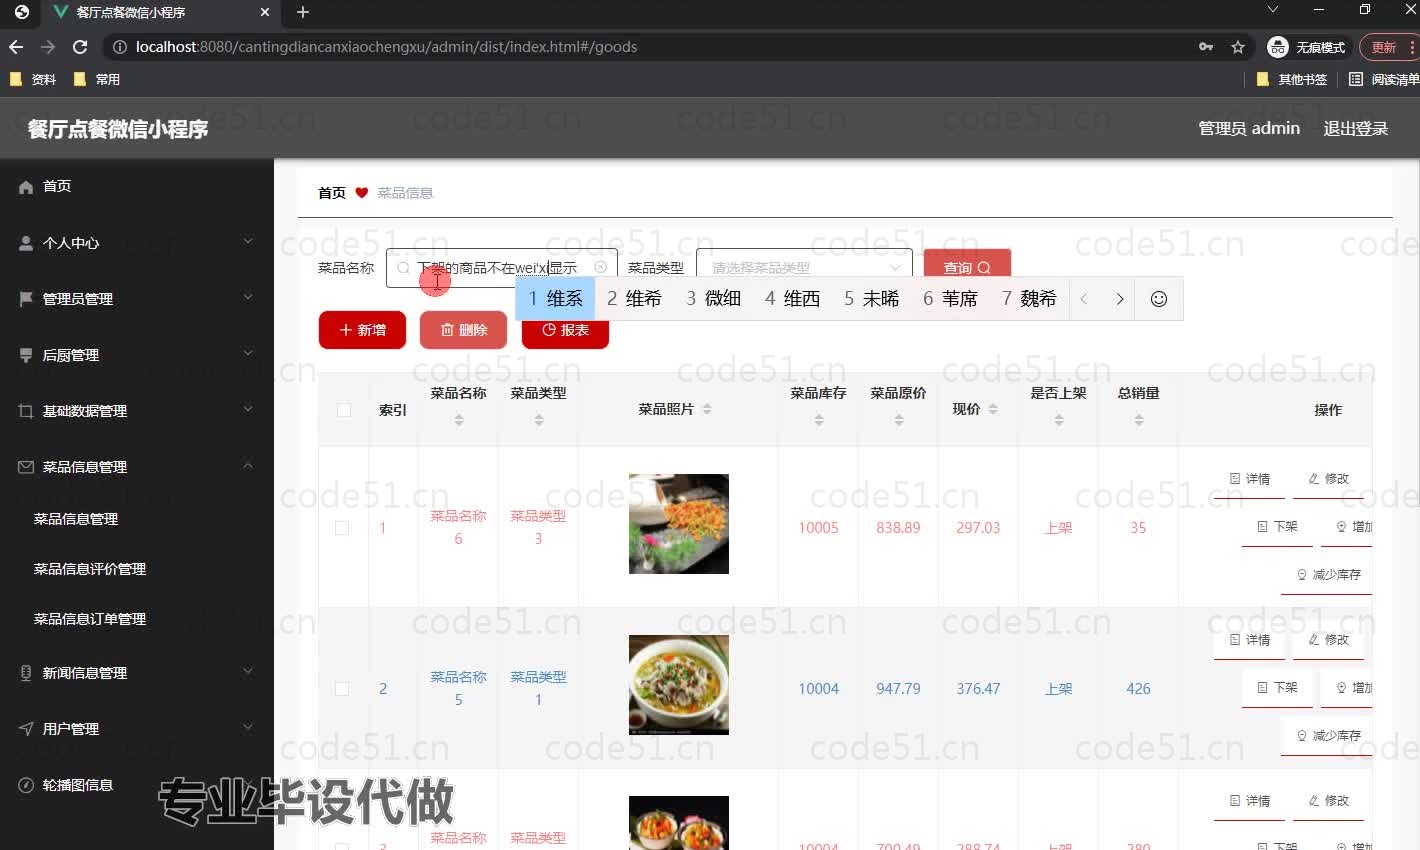 餐厅点餐微信小程序
localhost:8080/cantingdiancanxiaochengxu/admin/dist/index.html#/goods
无痕模式
更新
资料
常用
其他书签
阅读清单
餐厅点餐微信小程序
管理员 admin
退出登录
首页
个人中心
管理员管理
后厨管理
基础数据管理
菜品信息管理
菜品信息管理
菜品信息评价管理
菜品信息订单管理
新闻信息管理
用户管理
轮播图信息
首页 菜品信息
菜品名称 下架的商品不在wei'xi显示 菜品类型 请选择菜品类型 查询
1 维系 2 维希 3 微细 4 维西 5 未晞 6 苇席 7 魏希
新增 删除 报表
索引 菜品名称 菜品类型 菜品照片 菜品库存 菜品原价 现价 是否上架 总销量 操作
1 菜品名称6 菜品类型3 10005 838.89 297.03 上架 35
详情 修改
下架 增加
减少库存
2 菜品名称5 菜品类型1 10004 947.79 376.47 上架 426
详情 修改
下架 增加
减少库存
3 菜品名称 菜品类型 10004 700.49 288.74 上架 280
详情 修改
下架 增加
专业毕设代做
code51.cn